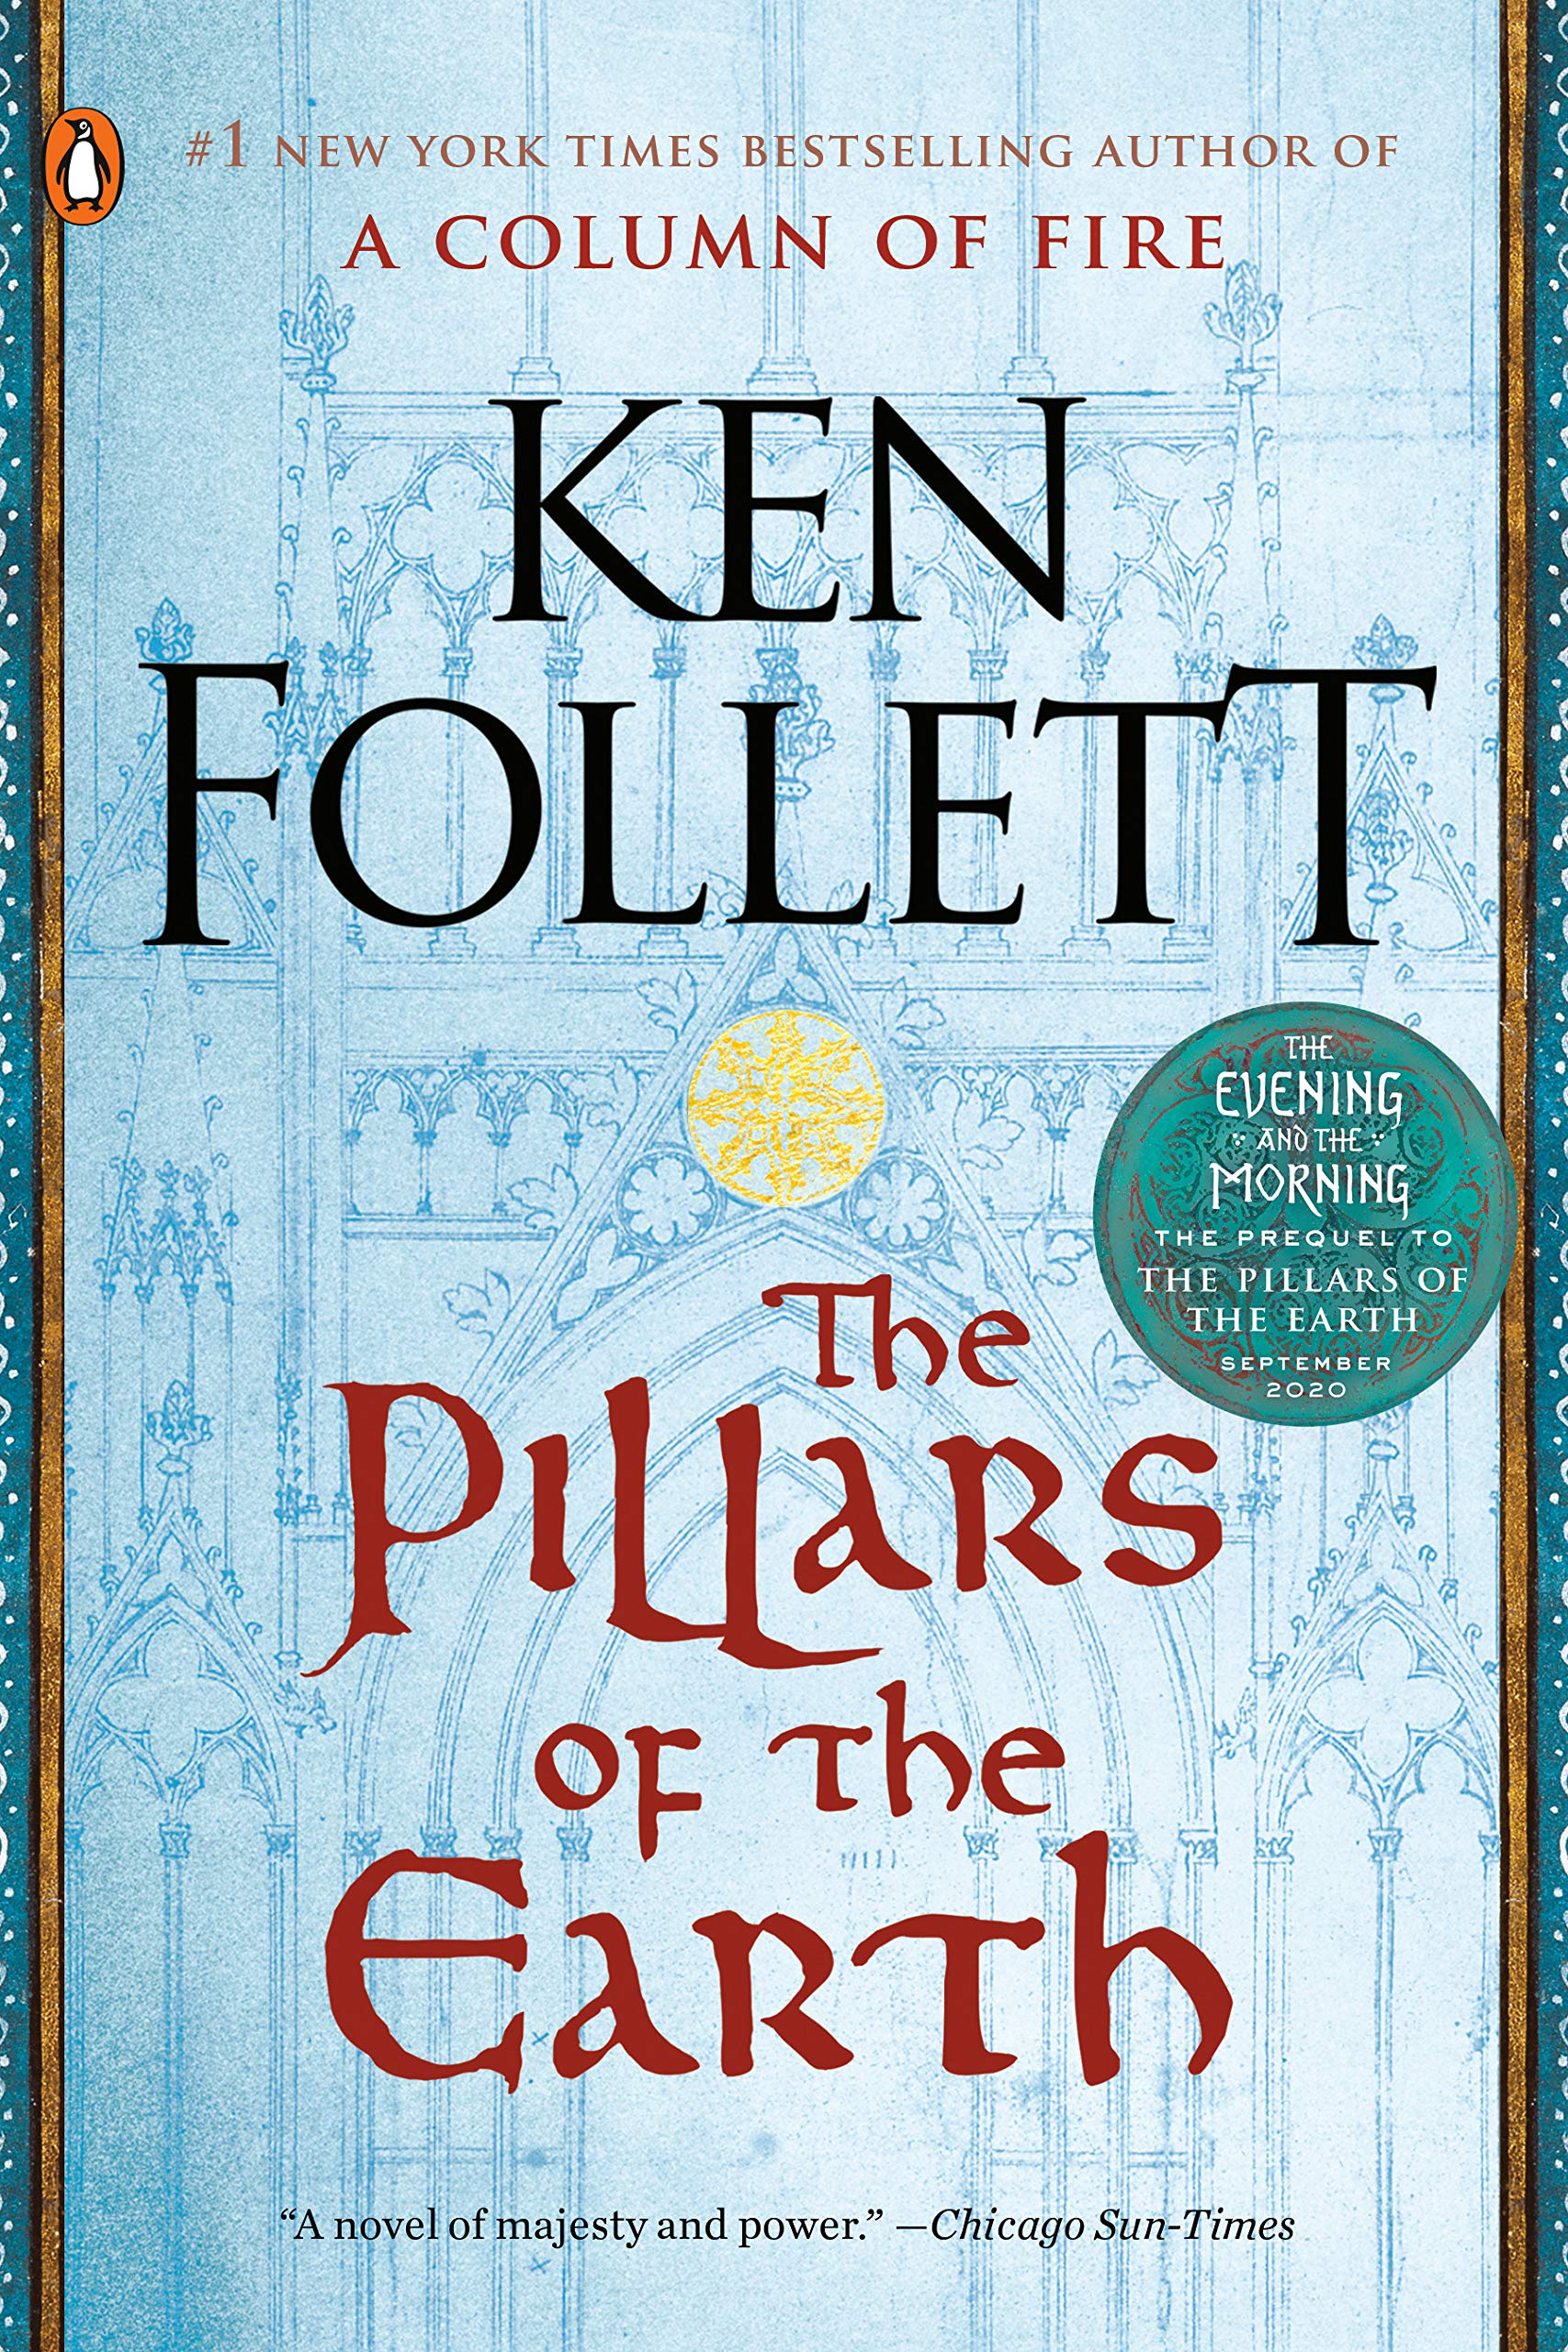 #1 NEW YORK TIMES BESTSELLING AUTHOR OF
A COLUMN OF FIRE
KEN
FOLLETT
THE
EVENING
AND THE
MORNING
THE PREQUEL TO
THE PILLARS OF
THE EARTH
SEPTEMBER
2020
The
Pillars
of the
Earth
“A novel of majesty and power.” —Chicago Sun-Times